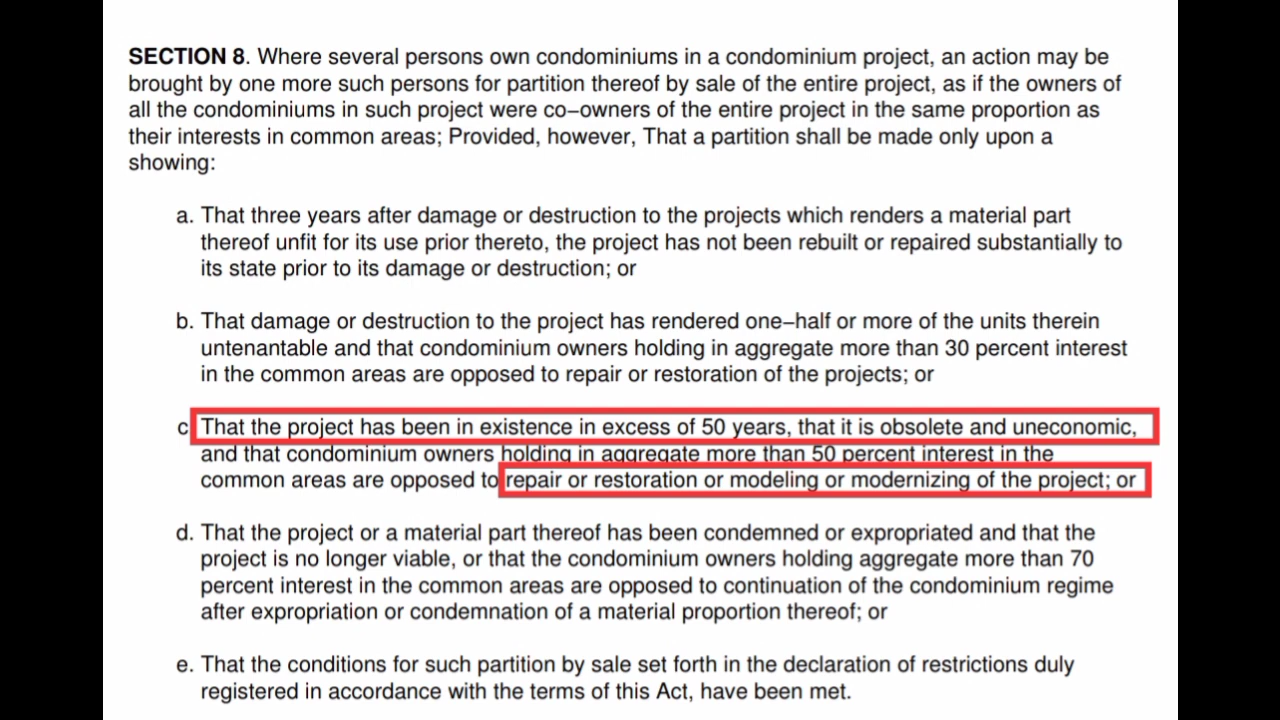 SECTION 8. Where several persons own condominiums in a condominium project, an action may be
brought by one more such persons for partition thereof by sale of the entire project, as if the owners of
all the condominiums in such project were co–owners of the entire project in the same proportion as
their interests in common areas; Provided, however, That a partition shall be made only upon a
showing:
a. That three years after damage or destruction to the projects which renders a material part
thereof unfit for its use prior thereto, the project has not been rebuilt or repaired substantially to
its state prior to its damage or destruction; or
b. That damage or destruction to the project has rendered one–half or more of the units therein
untenantable and that condominium owners holding in aggregate more than 30 percent interest
in the common areas are opposed to repair or restoration of the projects; or
c That the project has been in existence in excess of 50 years, that it is obsolete and uneconomic,
and that condominium owners holding in aggregate more than 50 percent interest in the
common areas are opposed to repair or restoration or modeling or modernizing of the project; or
d. That the project or a material part thereof has been condemned or expropriated and that the
project is no longer viable, or that the condominium owners holding aggregate more than 70
percent interest in the common areas are opposed to continuation of the condominium regime
after expropriation or condemnation of a material proportion thereof; or
e. That the conditions for such partition by sale set forth in the declaration of restrictions duly
registered in accordance with the terms of this Act, have been met.